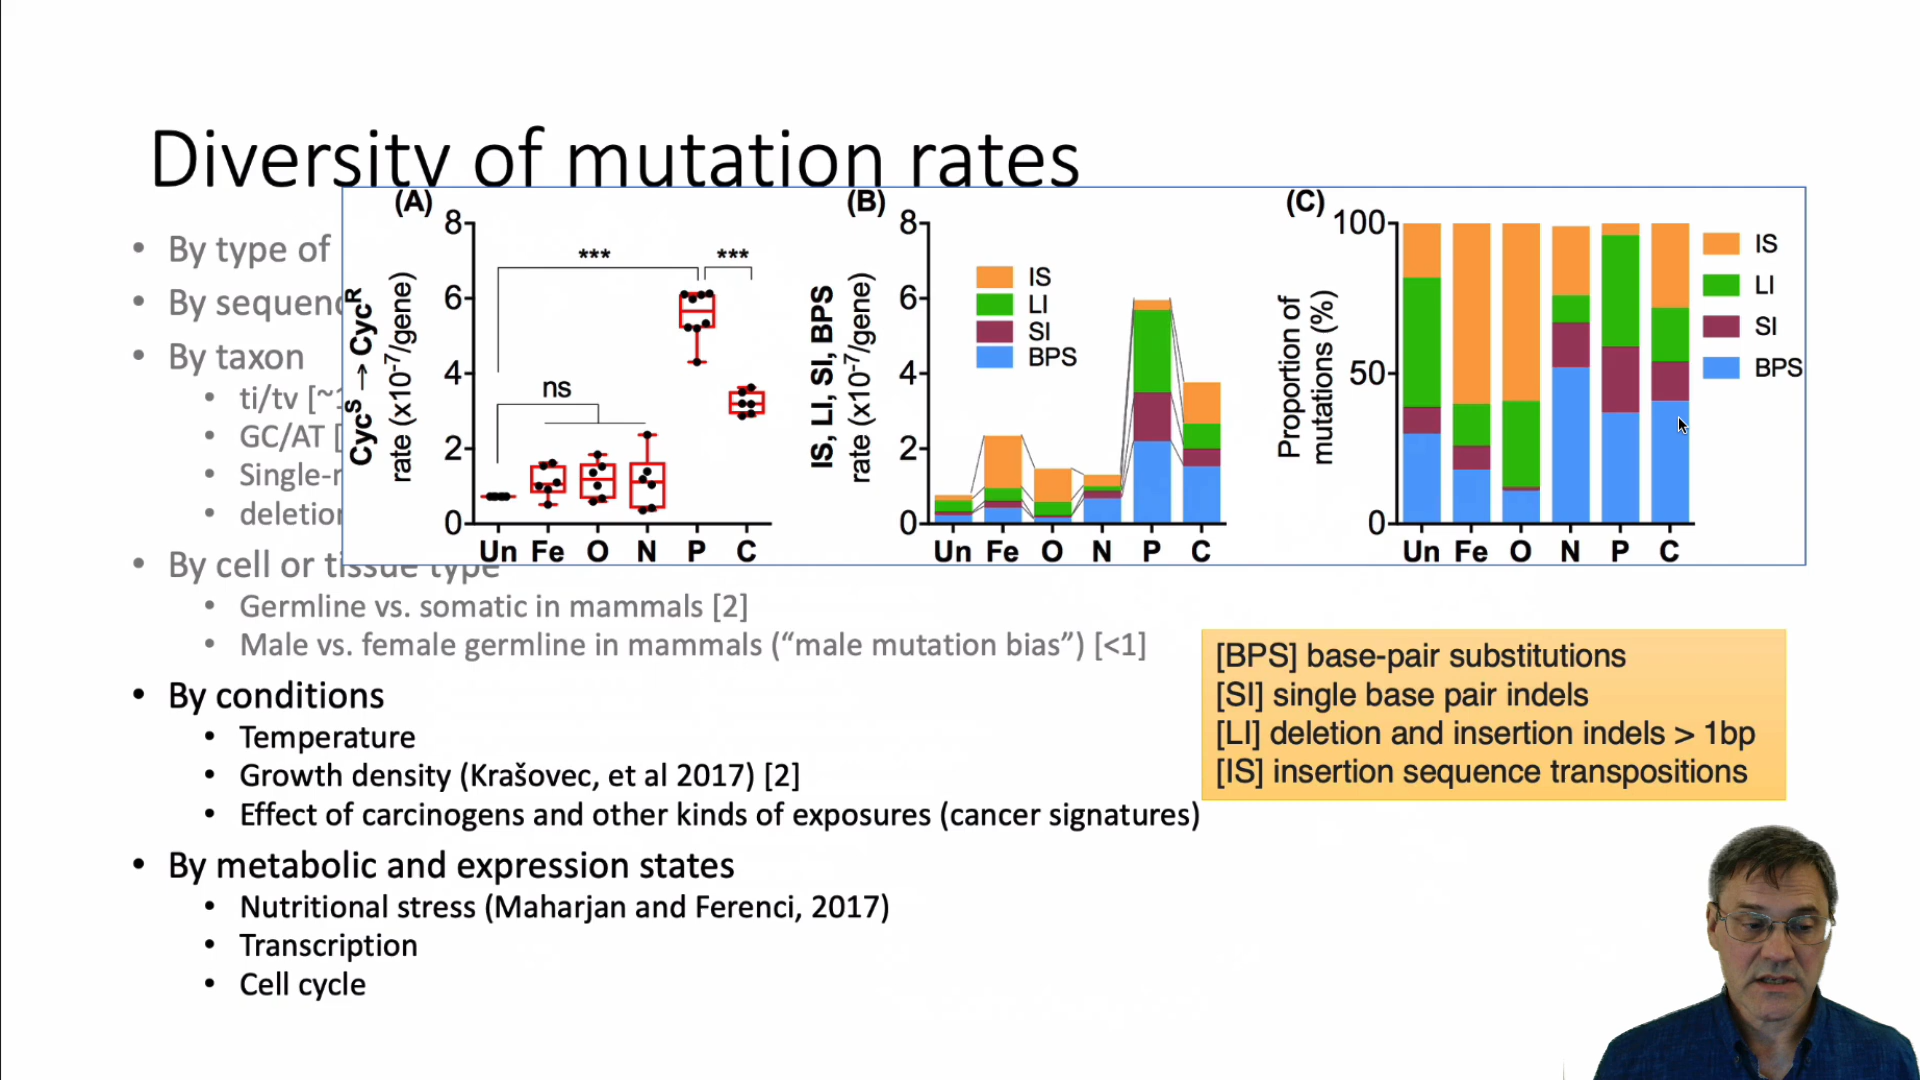 Diversity of mutation rates
• By type of
• By sequenc
• By taxon
• ti/tv [~
• GC/AT [
• Single-r
• deletion
• By cell or tissue type
• Germline vs. somatic in mammals [2]
• Male vs. female germline in mammals (“male mutation bias”) [<1]
• By conditions
• Temperature
• Growth density (Krašovec, et al 2017) [2]
• Effect of carcinogens and other kinds of exposures (cancer signatures)
• By metabolic and expression states
• Nutritional stress (Maharjan and Ferenci, 2017)
• Transcription
• Cell cycle
(A)
Cycˢ → Cycᴿ
rate (x10⁻⁷/gene)
8
6
4
2
0
***
***
ns
Un Fe O N P C
(B)
IS, LI, SI, BPS
rate (x10⁻⁷/gene)
8
6
4
2
0
IS
LI
SI
BPS
Un Fe O N P C
(C)
Proportion of
mutations (%)
100
50
0
IS
LI
SI
BPS
Un Fe O N P C
[BPS] base-pair substitutions
[SI] single base pair indels
[LI] deletion and insertion indels > 1bp
[IS] insertion sequence transpositions